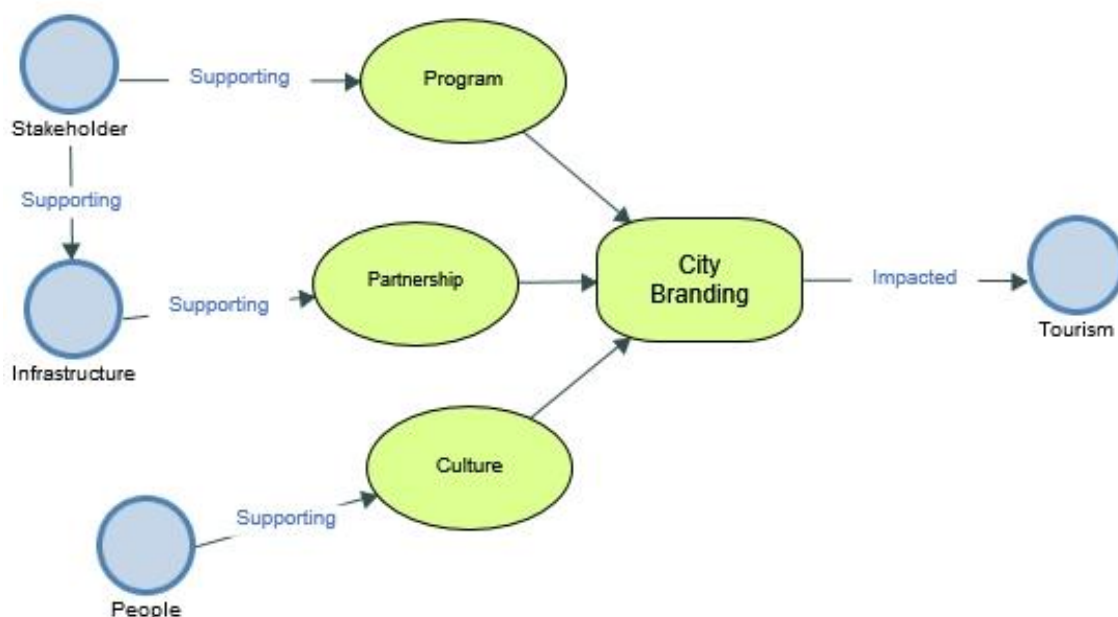 Supporting
Program
Stakeholder
Supporting
City
Branding
Partnership
Supporting
Impacted
Tourism
Infrastructure
Culture
Supporting
People